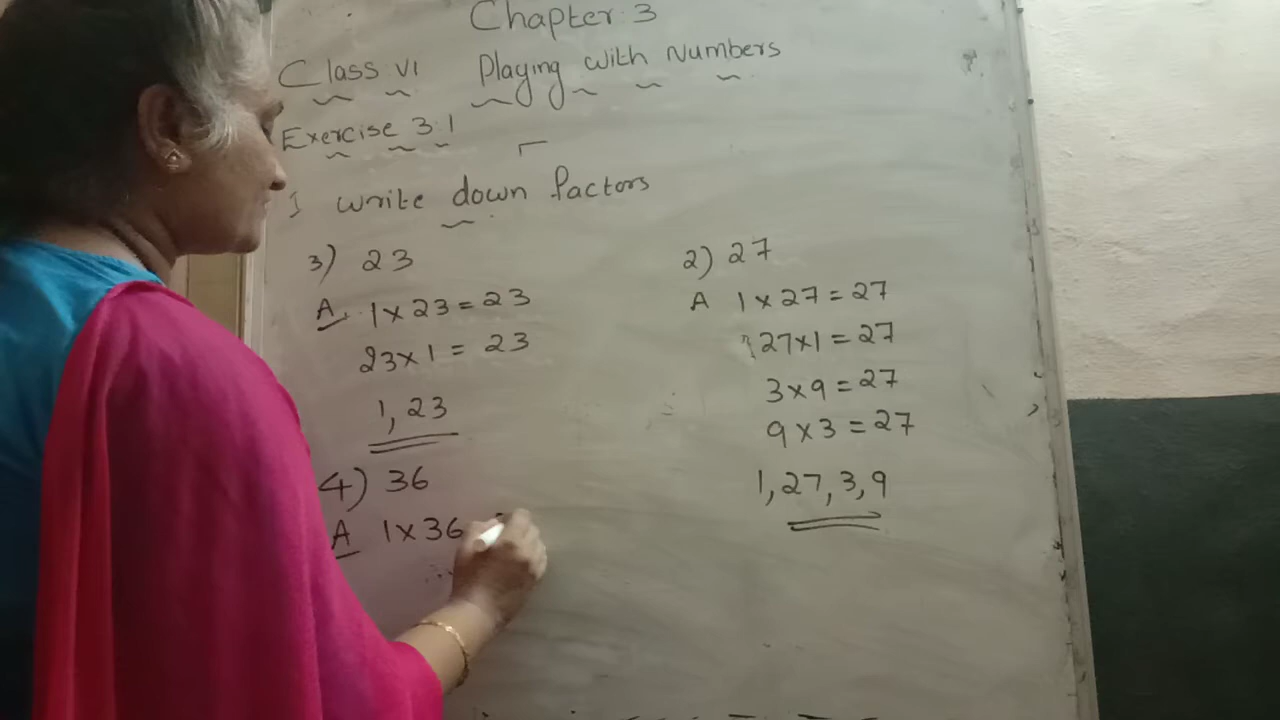 Chapter 3
Class VI Playing with Numbers
Exercise 3.1
I write down factors
3) 23
A. 1 x 23 = 23
23 x 1 = 23
1, 23
4) 36
A 1 x 36
2) 27
A 1 x 27 = 27
27 x 1 = 27
3 x 9 = 27
9 x 3 = 27
1, 27, 3, 9